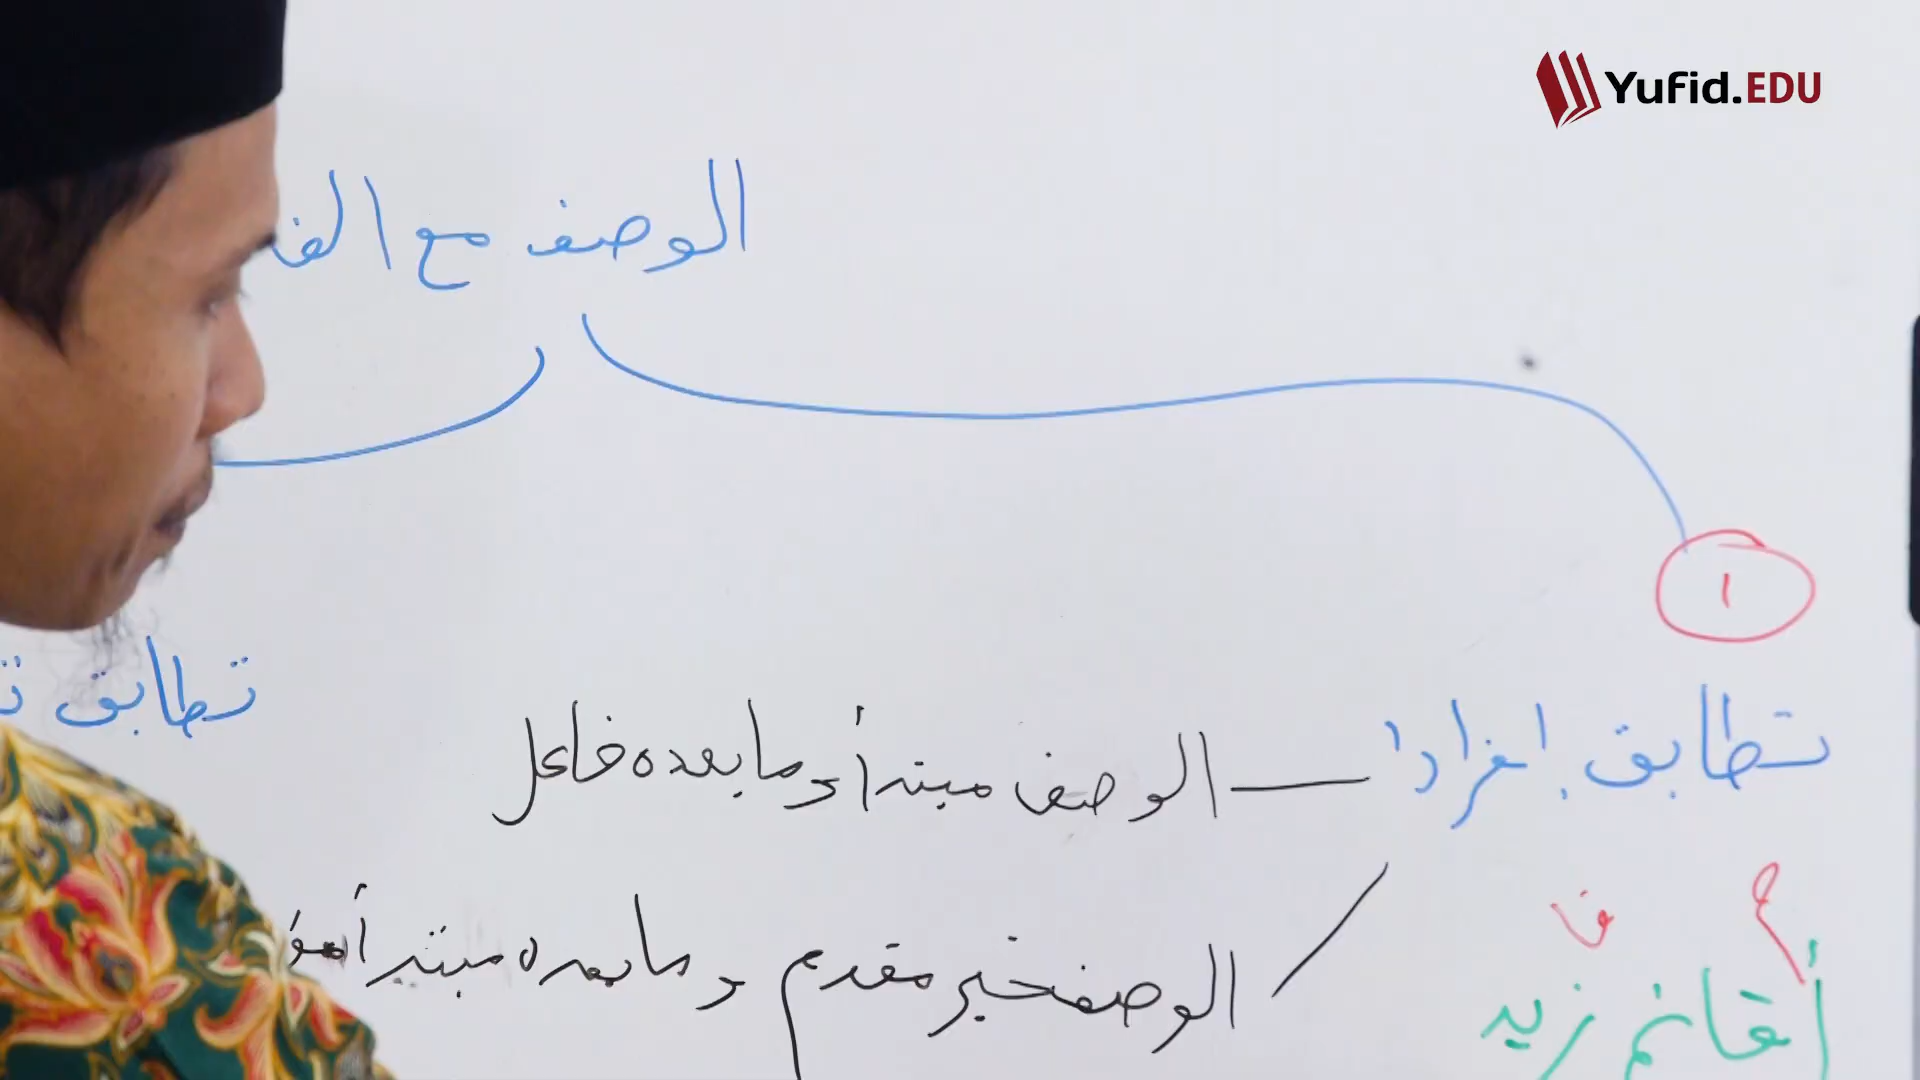 Yufid.EDU
الوصف مع الف
١
تطابق إفرادا — الوصف مبتدأ وما بعده فاعل
تطابق
الوصف خبر مقدم وما بعده مبتدأ
ف
أقائم زيد